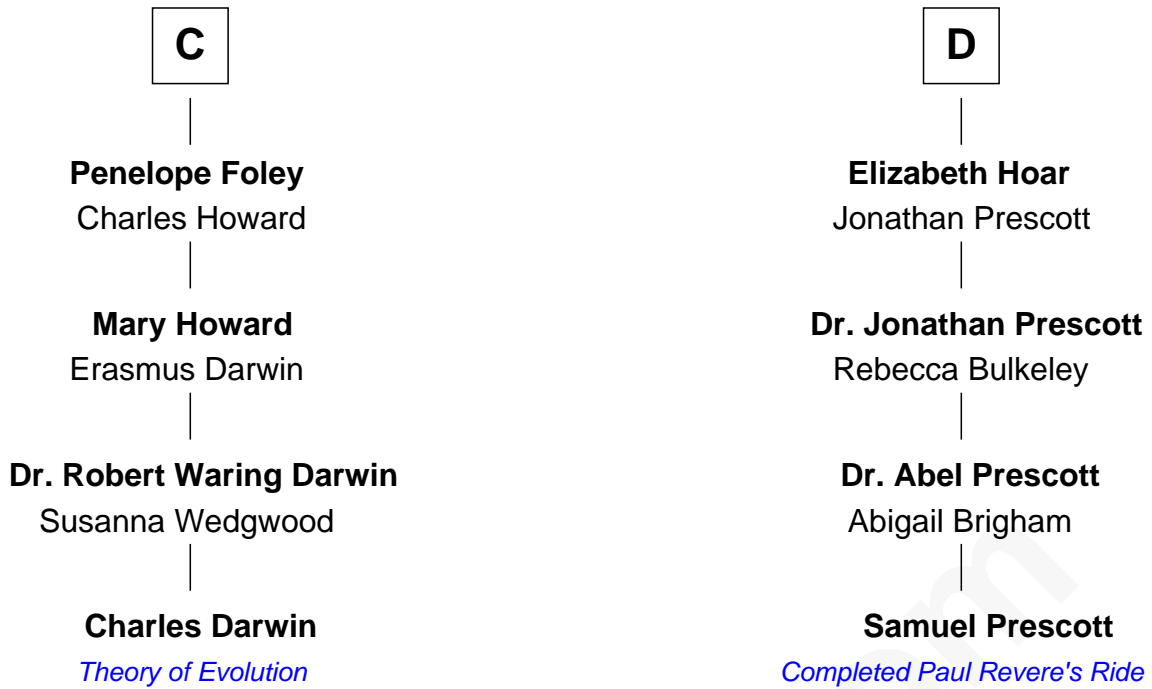 C
Penelope Foley
Charles Howard
Mary Howard
Erasmus Darwin
Dr. Robert Waring Darwin
Susanna Wedgwood
Charles Darwin
Theory of Evolution
D
Elizabeth Hoar
Jonathan Prescott
Dr. Jonathan Prescott
Rebecca Bulkeley
Dr. Abel Prescott
Abigail Brigham
Samuel Prescott
Completed Paul Revere's Ride
om